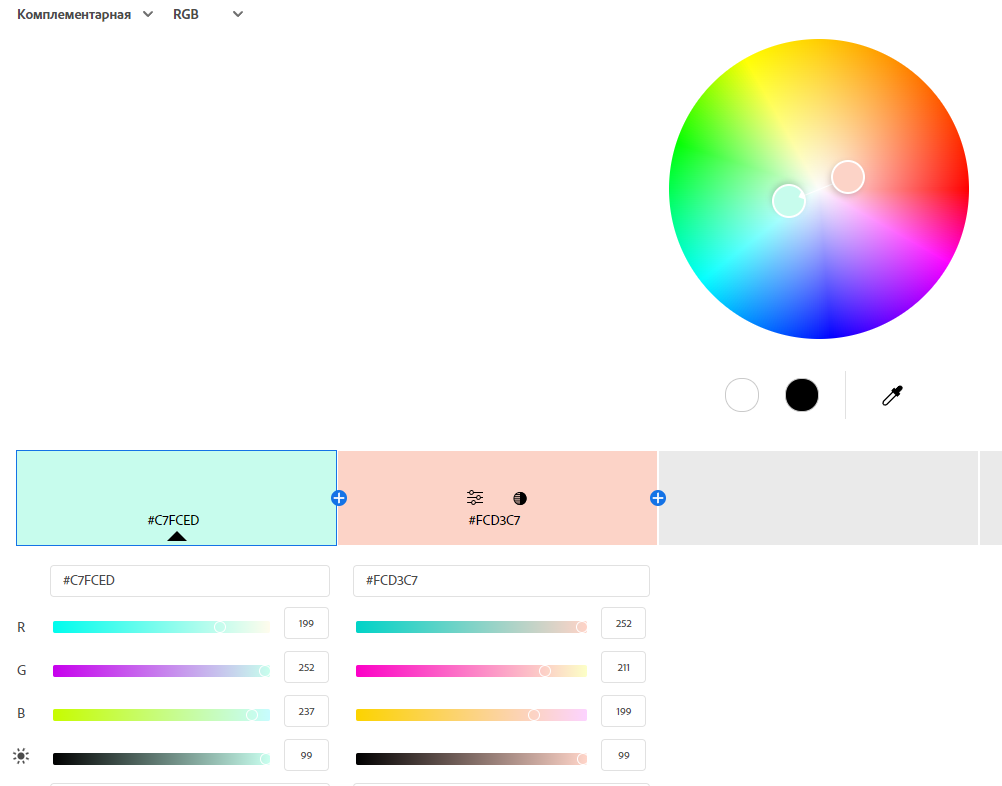 Комплементарная RGB
#C7FCED #FCD3C7
#C7FCED #FCD3C7
R 199 252
G 252 211
B 237 199
99 99